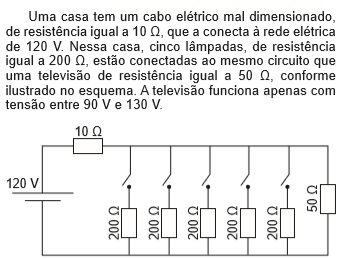 Uma casa tem um cabo elétrico mal dimensionado,
de resistência igual a 10 Ω, que a conecta à rede elétrica
de 120 V. Nessa casa, cinco lâmpadas, de resistência
igual a 200 Ω, estão conectadas ao mesmo circuito que
uma televisão de resistência igual a 50 Ω, conforme
ilustrado no esquema. A televisão funciona apenas com
tensão entre 90 V e 130 V.
10 Ω
120 V
200 Ω
200 Ω
200 Ω
200 Ω
200 Ω
50 Ω